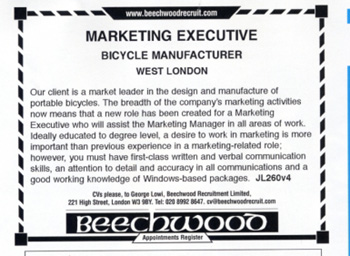 www.beechwoodrecruit.com
MARKETING EXECUTIVE
BICYCLE MANUFACTURER
WEST LONDON
Our client is a market leader in the design and manufacture of
portable bicycles. The breadth of the company's marketing activities
now means that a new role has been created for a Marketing
Executive who will assist the Marketing Manager in all areas of work.
Ideally educated to degree level, a desire to work in marketing is more
important than previous experience in a marketing-related role;
however, you must have first-class written and verbal communication
skills, an attention to detail and accuracy in all communications and a
good working knowledge of Windows-based packages. JL260v4
CVs please, to George Lowi, Beechwood Recruitment Limited,
221 High Street, London W3 9BY. Tel: 020 8992 8647. cv@beechwoodrecruit.com
BEECHWOOD
Appointments Register